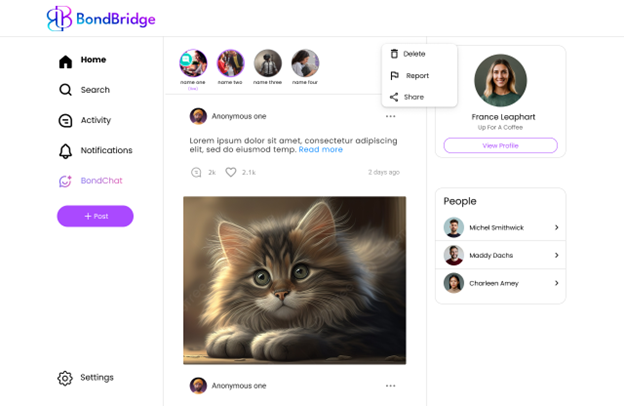 BondBridge
Home
Search
Activity
Notifications
BondChat
+ Post
Settings
name one
name two
name three
name four
Delete
Report
Share
Anonymous one
Lorem ipsum dolor sit amet, consectetur adipiscing
elit, sed do eiusmod temp. Read more
2k
2.1k
2 days ago
Anonymous one
France Leaphart
Up For A Coffee
View Profile
People
Michel Smithwick
Maddy Dachs
Charleen Amey